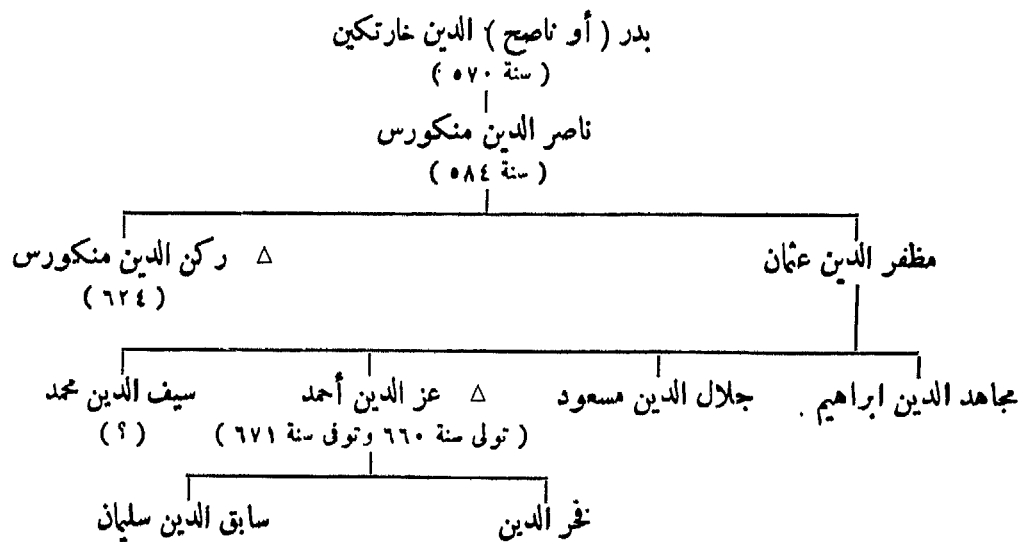 بدر ( أو ناصح ) الدين خارتكين
( سنة ٥٧٠ )
ناصر الدين منكورس
( سنة ٥٨٤ )
مظفر الدين عثمان △ ركن الدين منكورس
( ٦٢٤ )
مجاهد الدين ابراهيم . جلال الدين مسعود △ عز الدين أحمد سيف الدين محمد
( تولى سنة ٦٦٠ وتوفى سنة ٦٧١ ) ( ؟ )
فخر الدين سابق الدين سليمان